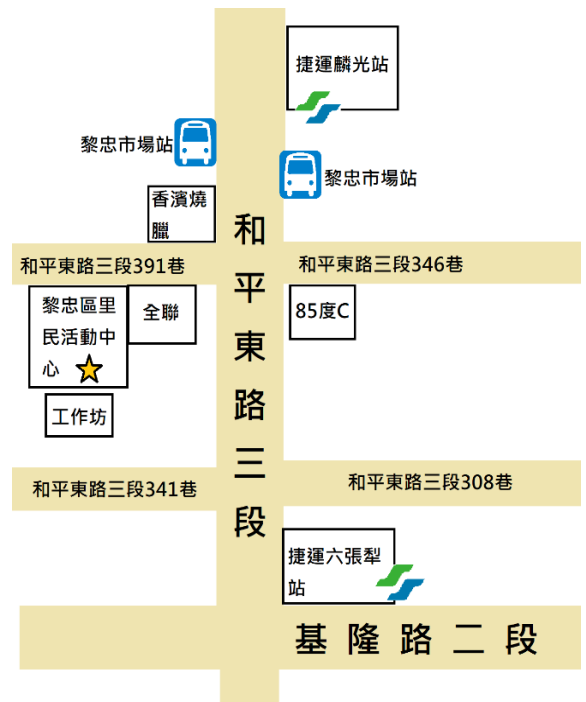 捷運麟光站
黎忠市場站
黎忠市場站
香濱燒
臘
和平東路三段
和平東路三段391巷
和平東路三段346巷
黎忠區里
民活動中
心
全聯
85度C
工作坊
和平東路三段341巷
和平東路三段308巷
捷運六張犁
站
基隆路二段